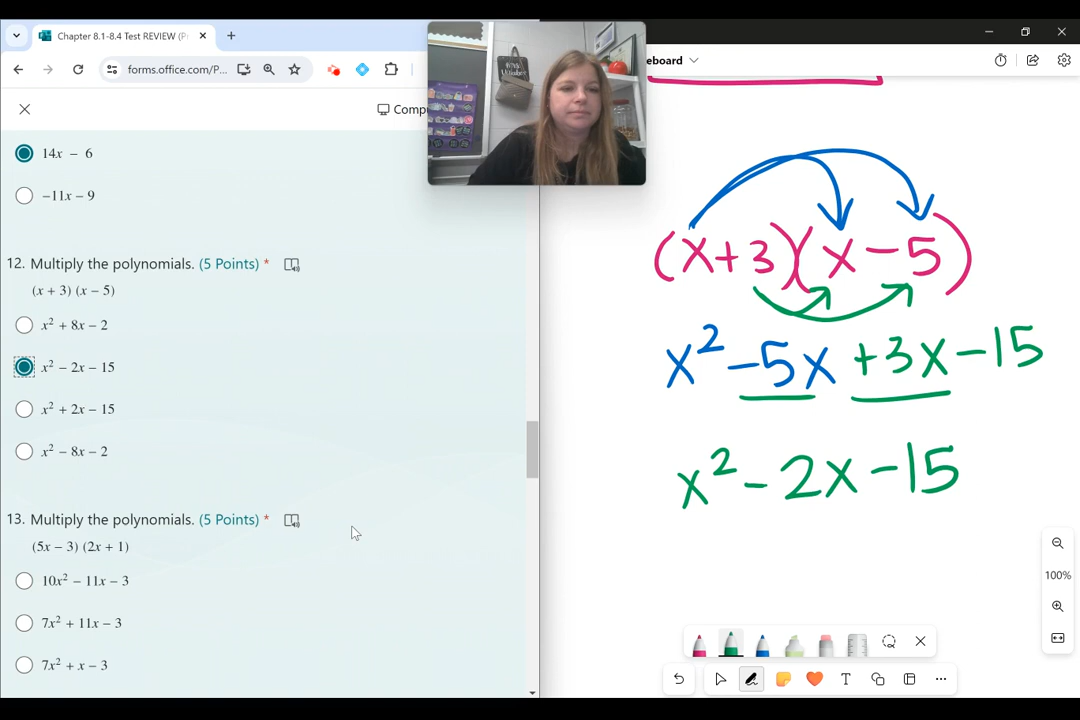 Chapter 8.1-8.4 Test REVIEW (P
forms.office.com/P...
Comp
eboard
14x − 6
−11x − 9
12. Multiply the polynomials. (5 Points) *
(x + 3) (x − 5)
x² + 8x − 2
x² − 2x − 15
x² + 2x − 15
x² − 8x − 2
13. Multiply the polynomials. (5 Points) *
(5x − 3) (2x + 1)
10x² − 11x − 3
7x² + 11x − 3
7x² + x − 3
(x+3)(x−5)
x² −5x +3x −15
x² − 2x −15
100%
T